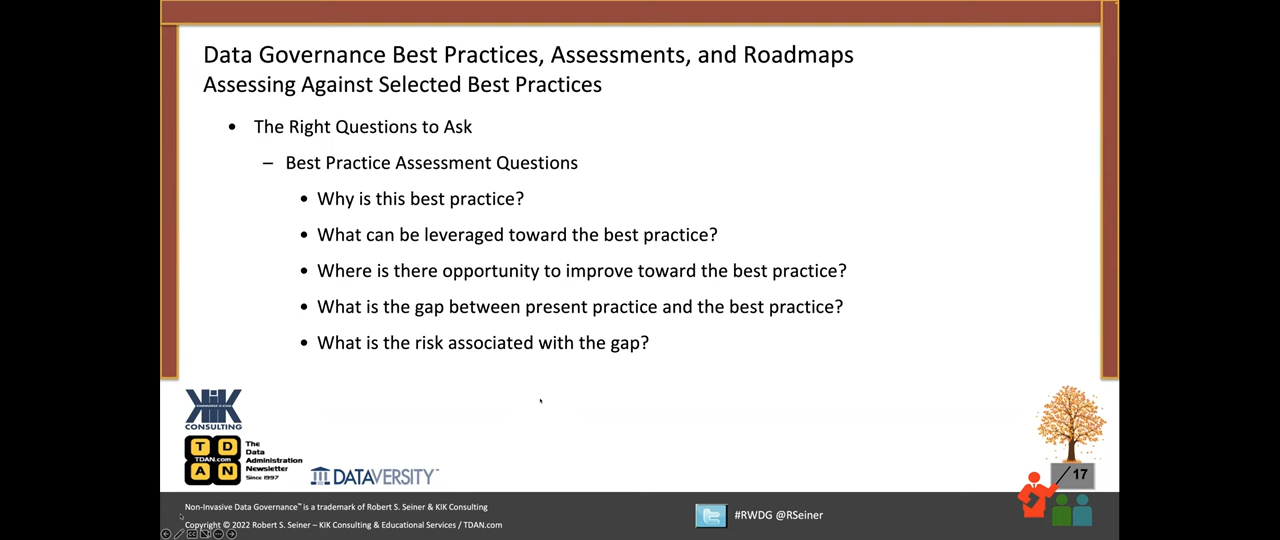 Data Governance Best Practices, Assessments, and Roadmaps
Assessing Against Selected Best Practices
• The Right Questions to Ask
– Best Practice Assessment Questions
• Why is this best practice?
• What can be leveraged toward the best practice?
• Where is there opportunity to improve toward the best practice?
• What is the gap between present practice and the best practice?
• What is the risk associated with the gap?
KIK
CONSULTING
T D
TDAN.com
A N
The
Data
Administration
Newsletter
Since 1997
DATAVERSITY™
17
Non-Invasive Data Governance™ is a trademark of Robert S. Seiner & KIK Consulting
Copyright © 2022 Robert S. Seiner – KIK Consulting & Educational Services / TDAN.com
#RWDG @RSeiner